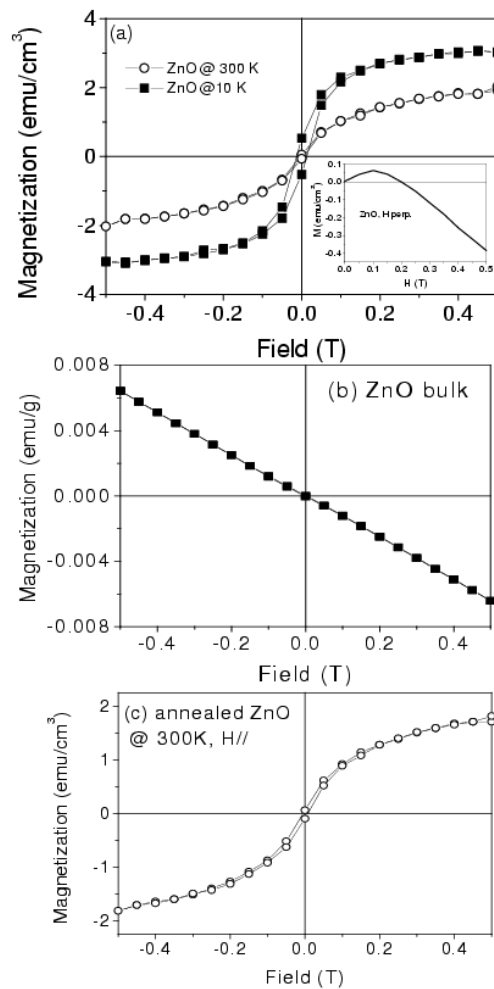 (a)
ZnO@ 300 K
ZnO@10 K
Magnetization (emu/cm³)
4
2
0
-2
-4
-0.4 -0.2 0.0 0.2 0.4
Field (T)
M (emu/cm³)
0.1
0.0
-0.1
-0.2
-0.3
-0.4
ZnO, Hperp.
0.0 0.1 0.2 0.3 0.4 0.5
H (T)
(b) ZnO bulk
Magnetization (emu/g)
0.008
0.004
0.000
-0.004
-0.008
-0.4 -0.2 0.0 0.2 0.4
Field (T)
(c) annealed ZnO
@ 300K, H//
Magnetization (emu/cm³)
2
1
0
-1
-2
-0.4 -0.2 0.0 0.2 0.4
Field (T)